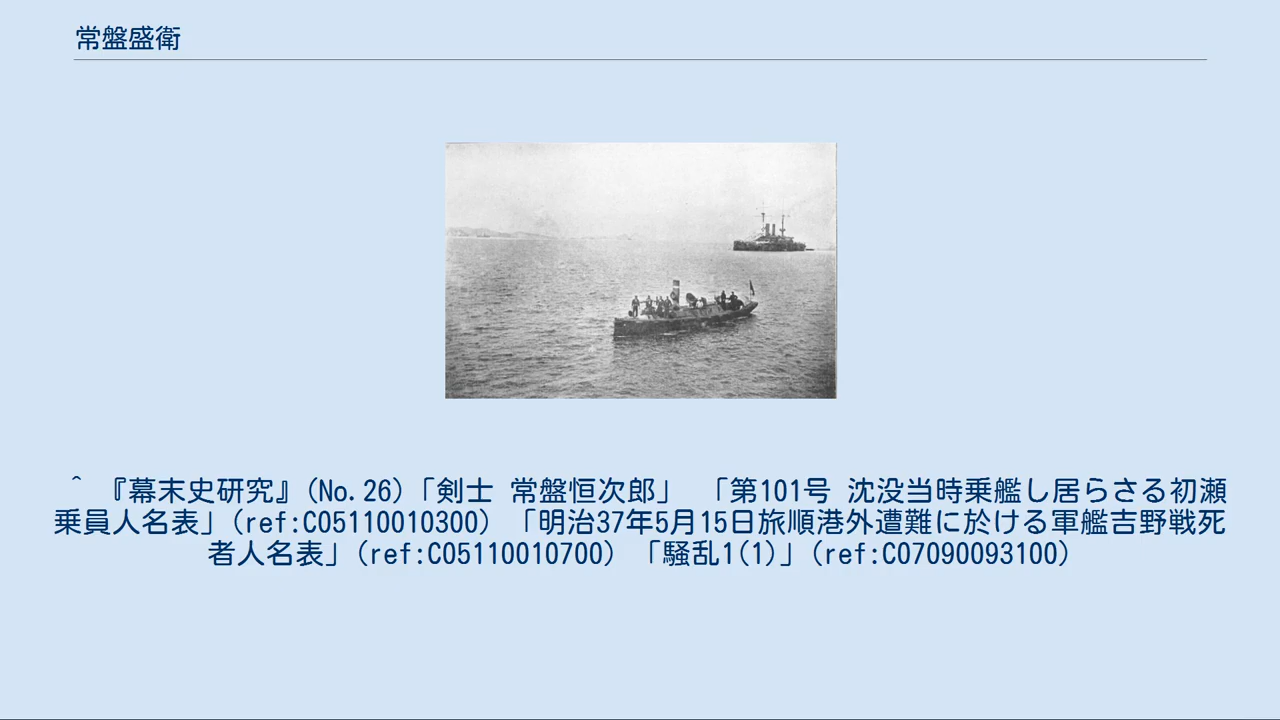 常盤盛衛
^ 『幕末史研究』(No.26)「剣士 常盤恒次郎」 「第101号 沈没当時乗艦し居らさる初瀬
乗員人名表」(ref:C05110010300) 「明治37年5月15日旅順港外遭難に於ける軍艦吉野戦死
者人名表」(ref:C05110010700) 「騒乱1(1)」(ref:C07090093100)